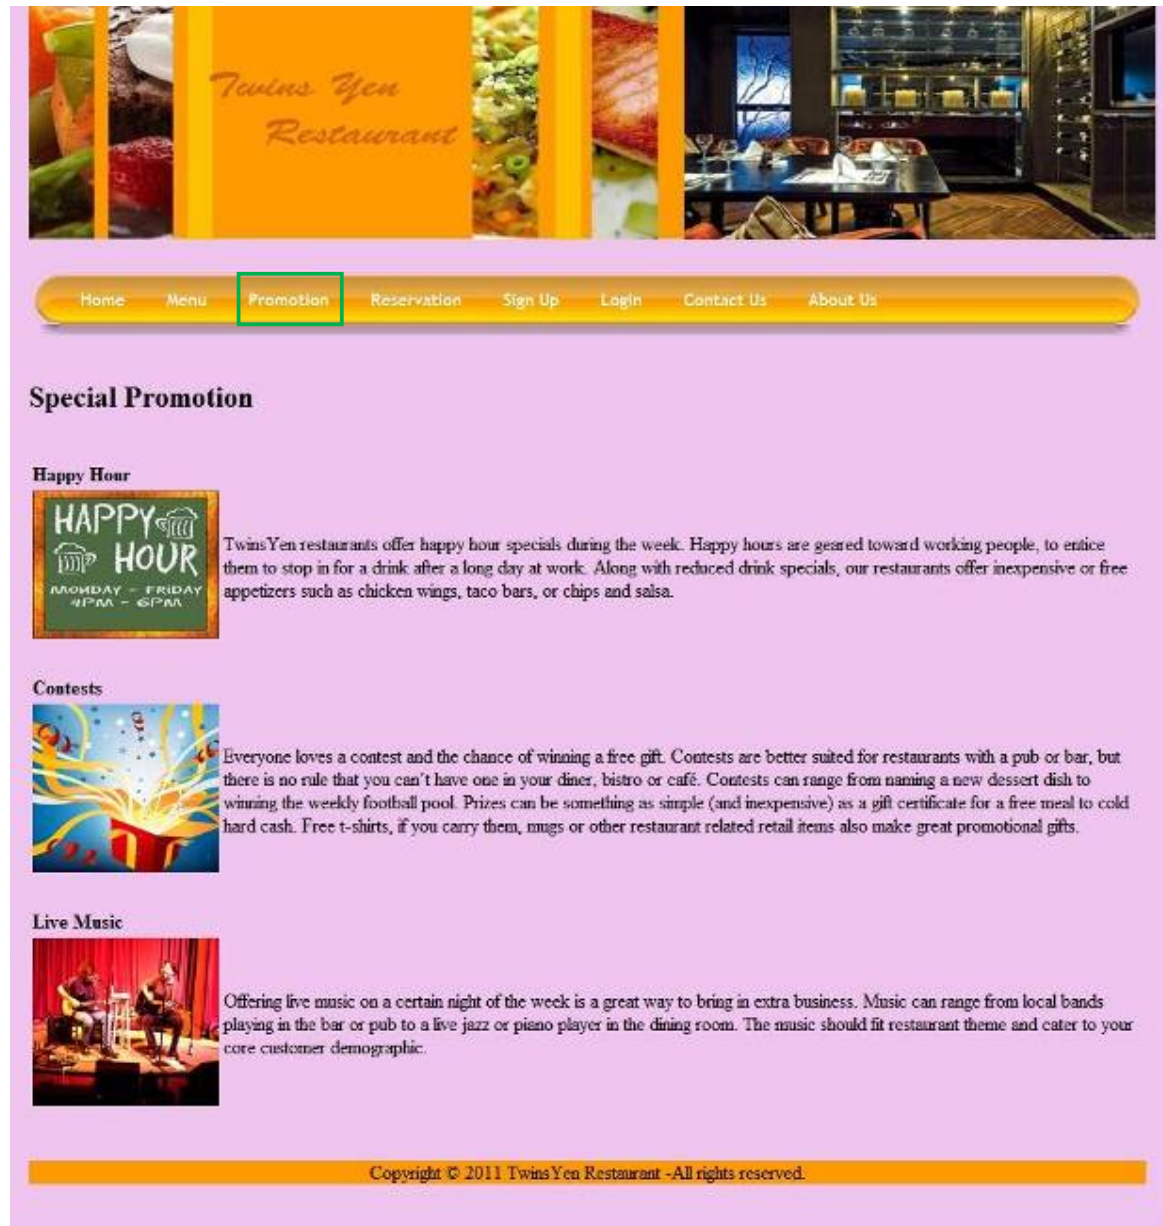 Twins Yen
Restaurant
Home Menu Promotion Reservation Sign Up Login Contact Us About Us
Special Promotion
Happy Hour
HAPPY
HOUR
MONDAY - FRIDAY
4PM - 6PM
TwinsYen restaurants offer happy hour specials during the week. Happy hours are geared toward working people, to entice
them to stop in for a drink after a long day at work. Along with reduced drink specials, our restaurants offer inexpensive or free
appetizers such as chicken wings, taco bars, or chips and salsa.
Contests
Everyone loves a contest and the chance of winning a free gift. Contests are better suited for restaurants with a pub or bar, but
there is no rule that you can´t have one in your diner, bistro or café. Contests can range from naming a new dessert dish to
winning the weekly football pool. Prizes can be something as simple (and inexpensive) as a gift certificate for a free meal to cold
hard cash. Free t-shirts, if you carry them, mugs or other restaurant related retail items also make great promotional gifts.
Live Music
Offering live music on a certain night of the week is a great way to bring in extra business. Music can range from local bands
playing in the bar or pub to a live jazz or piano player in the dining room. The music should fit restaurant theme and cater to your
core customer demographic.
Copyright © 2011 TwinsYen Restaurant -All rights reserved.